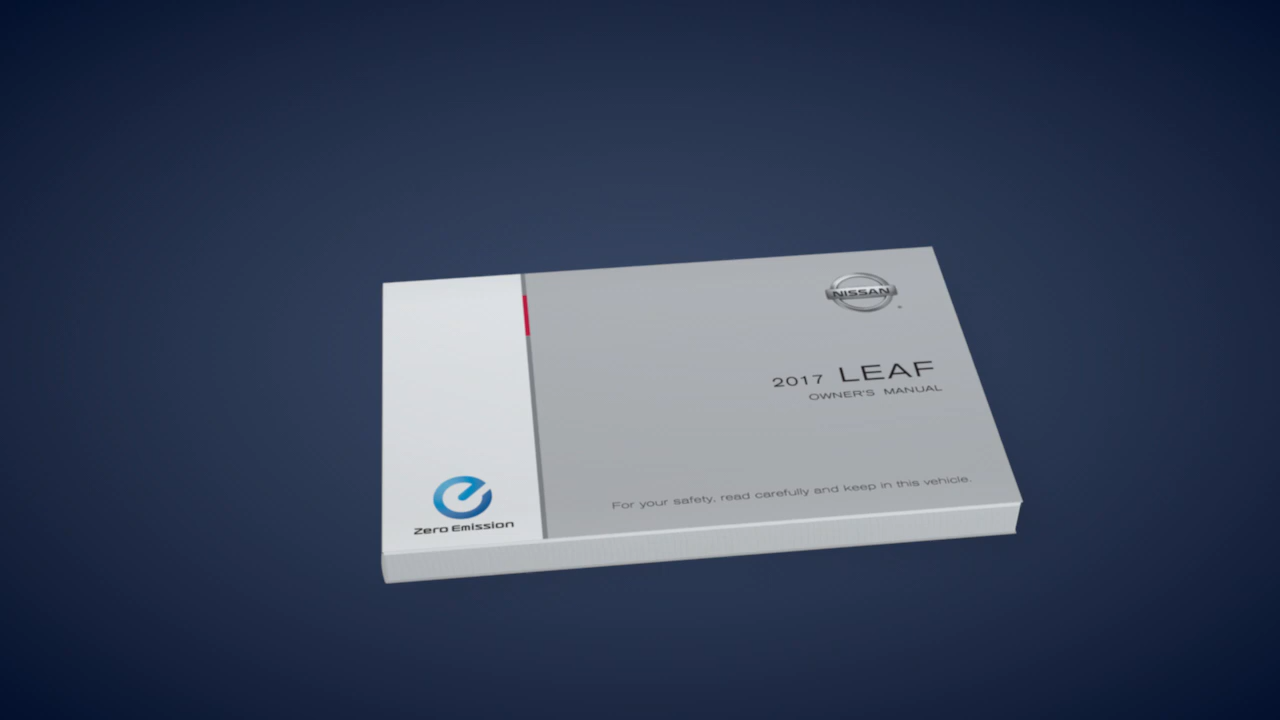 NISSAN
2017 LEAF
OWNER'S MANUAL
For your safety, read carefully and keep in this vehicle.
Zero Emission